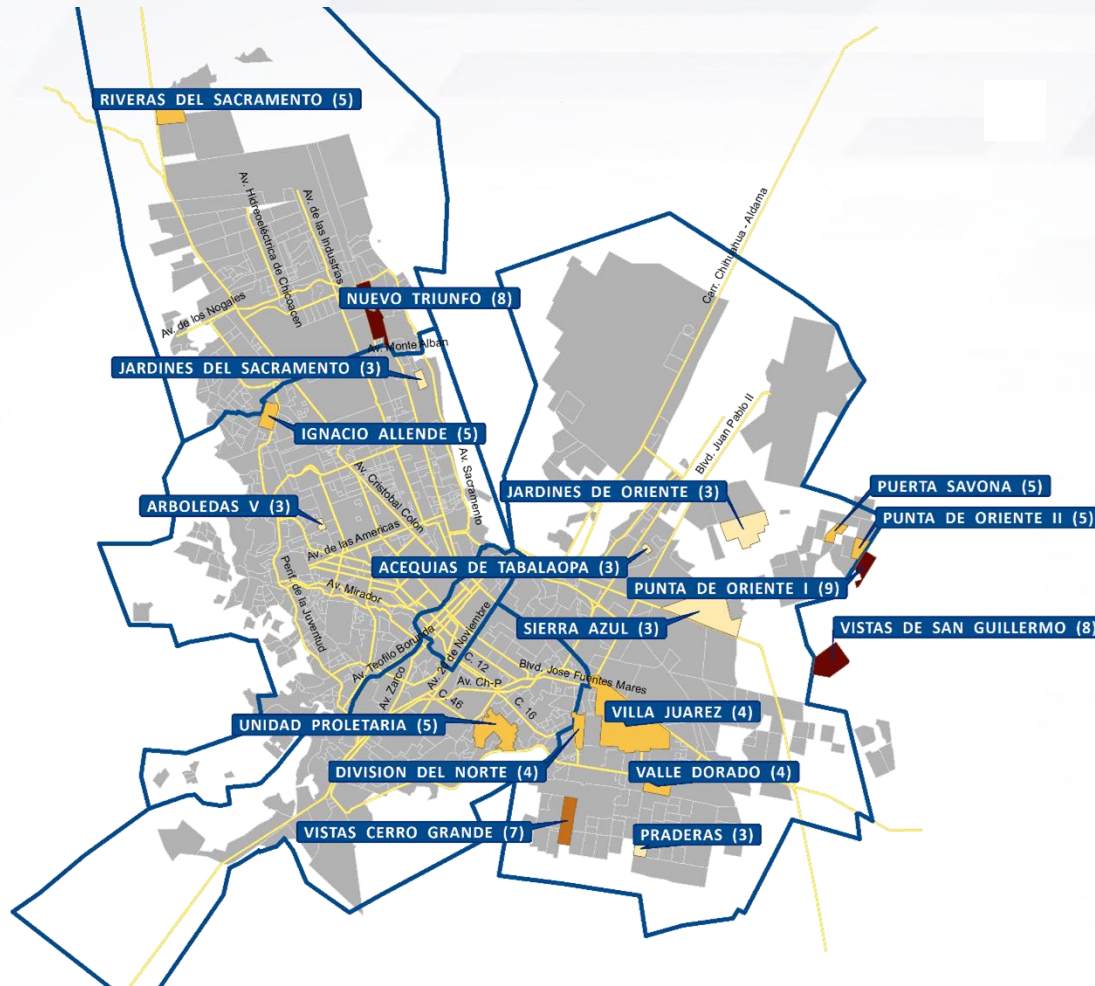 RIVERAS DEL SACRAMENTO (5)
Av. Hidreoeléctrica de Chicoacen
Av. de las Industrias
Carr. Chihuahua - Aldama
NUEVO TRIUNFO (8)
Av. de los Nogales
Av. Monte Alban
JARDINES DEL SACRAMENTO (3)
Blvd. Juan Pablo II
IGNACIO ALLENDE (5)
Av. Cristobal Colón
Av. Sacramento
JARDINES DE ORIENTE (3)
PUERTA SAVONA (5)
ARBOLEDAS V (3)
PUNTA DE ORIENTE II (5)
Av. de las Americas
ACEQUIAS DE TABALAOPA (3)
Perif. de la Juventud
Av. Mirador
PUNTA DE ORIENTE I (9)
SIERRA AZUL (3)
VISTAS DE SAN GUILLERMO (8)
Av. Teofilo Borunda
Av. 20 de Noviembre
C. 12
Blvd. Jose Fuentes Mares
Av. Zarco
Av. Ch-P
C. 46
C. 16
UNIDAD PROLETARIA (5)
VILLA JUAREZ (4)
DIVISION DEL NORTE (4)
VALLE DORADO (4)
VISTAS CERRO GRANDE (7)
PRADERAS (3)